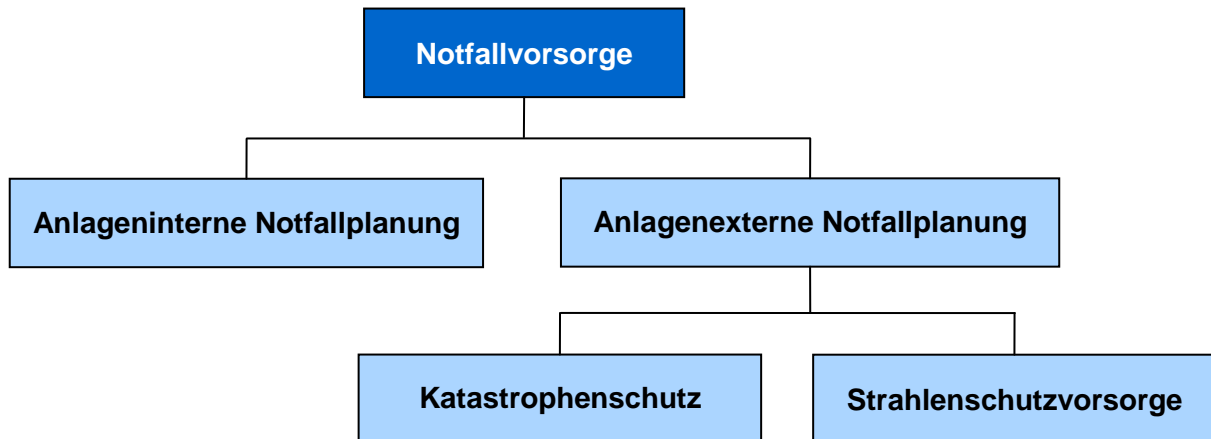 Notfallvorsorge
Anlageninterne Notfallplanung
Anlagenexterne Notfallplanung
Katastrophenschutz
Strahlenschutzvorsorge